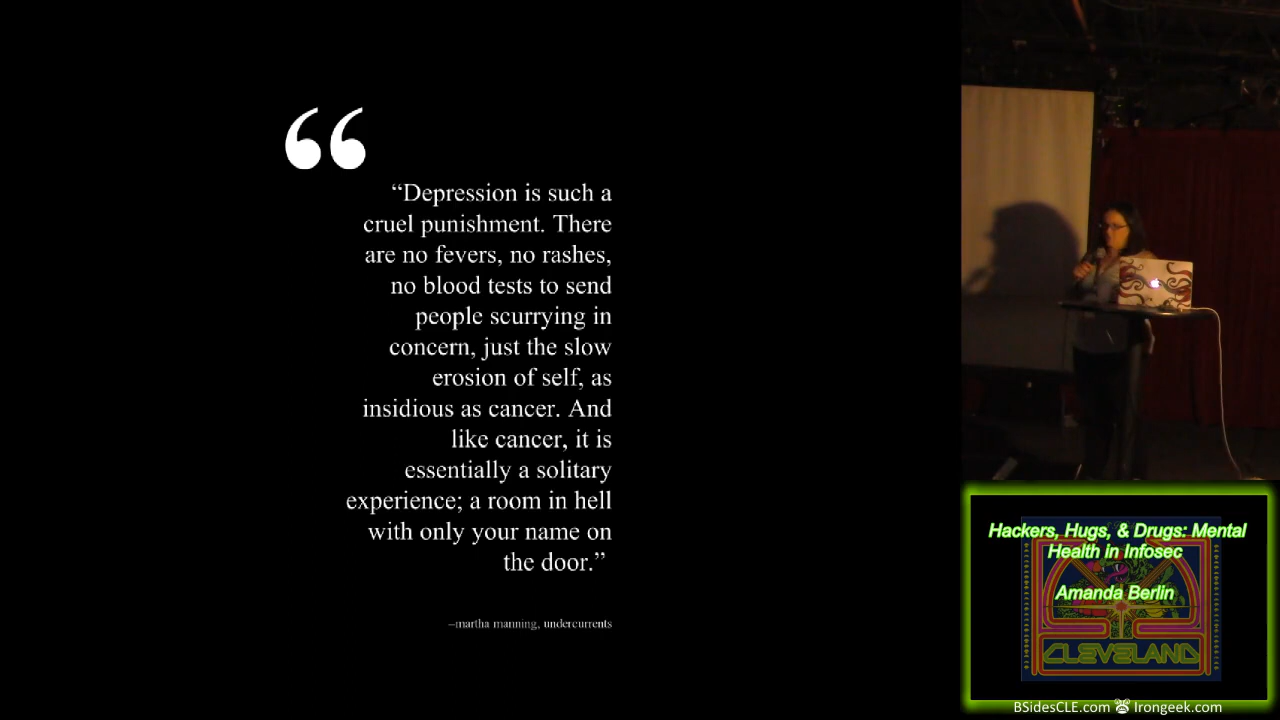 “Depression is such a
cruel punishment. There
are no fevers, no rashes,
no blood tests to send
people scurrying in
concern, just the slow
erosion of self, as
insidious as cancer. And
like cancer, it is
essentially a solitary
experience; a room in hell
with only your name on
the door.”
–martha manning, undercurrents
Hackers, Hugs, & Drugs: Mental
Health in Infosec
Amanda Berlin
CLEVELAND
BSidesCLE.com Irongeek.com